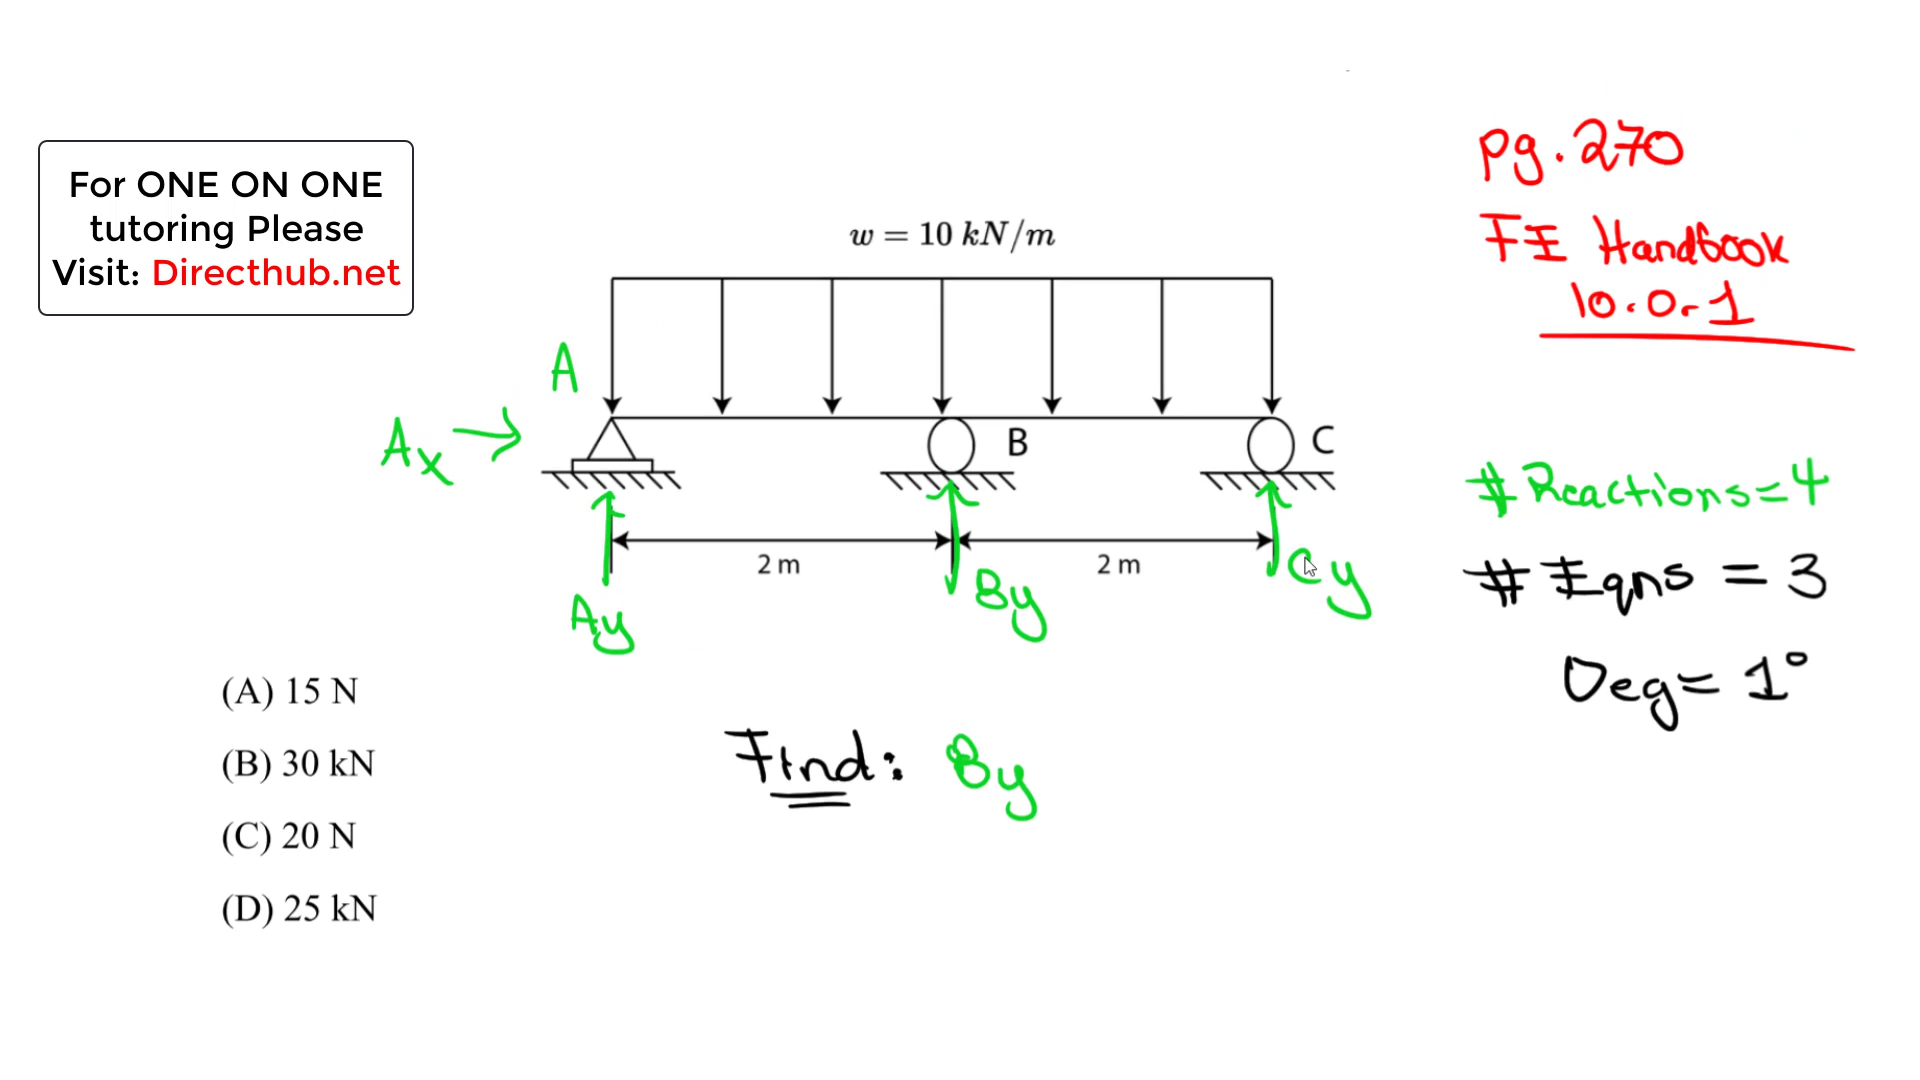 For ONE ON ONE
tutoring Please
Visit: Directhub.net
pg. 270
FE Handbook
10.0.1
w = 10 kN/m
A
Ax
B
C
2 m
2 m
Ay
By
Cy
# Reactions = 4
# Eqns = 3
Deg = 1°
(A) 15 N
(B) 30 kN
(C) 20 N
(D) 25 kN
Find: By